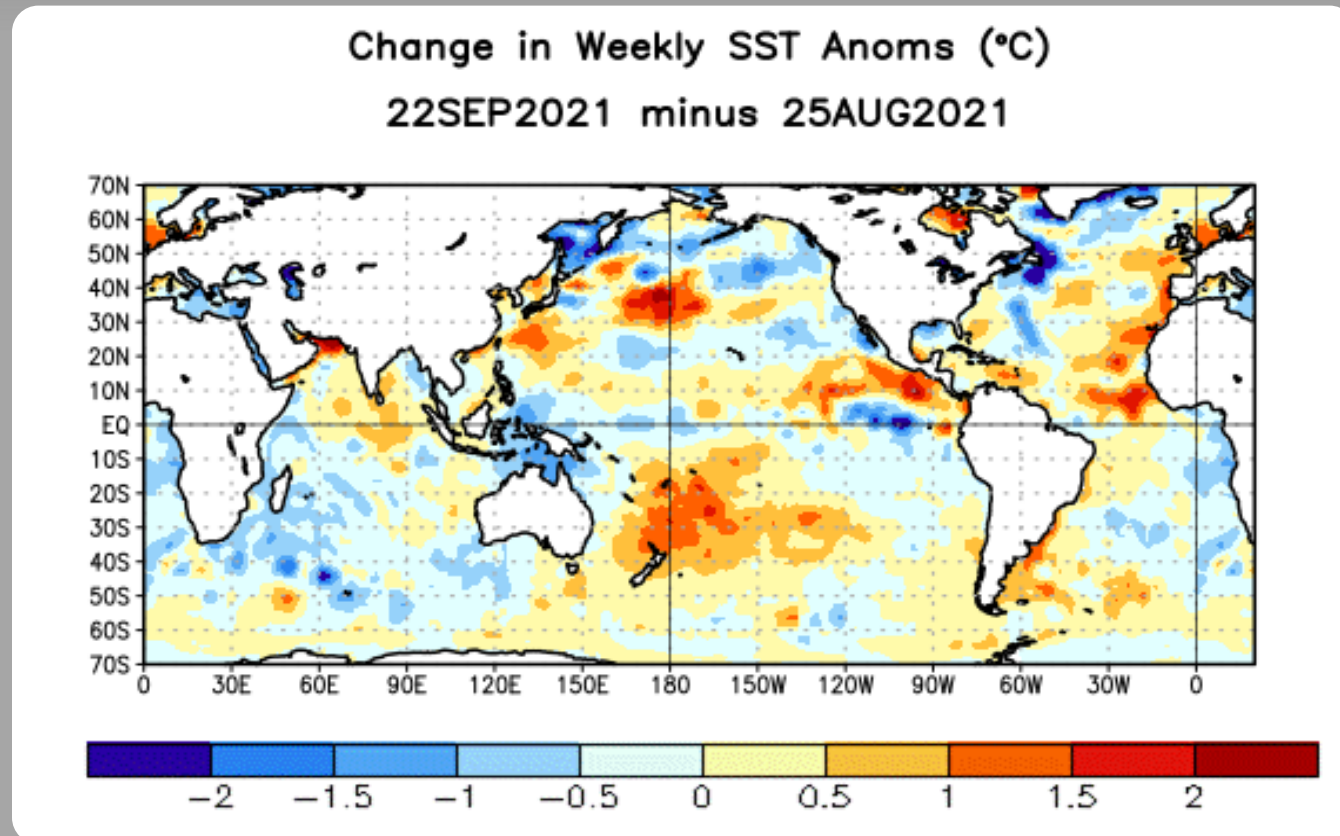 Change in Weekly SST Anoms (°C)
22SEP2021 minus 25AUG2021
70N
60N
50N
40N
30N
20N
10N
EQ
10S
20S
30S
40S
50S
60S
70S
0 30E 60E 90E 120E 150E 180 150W 120W 90W 60W 30W 0
−2 −1.5 −1 −0.5 0 0.5 1 1.5 2